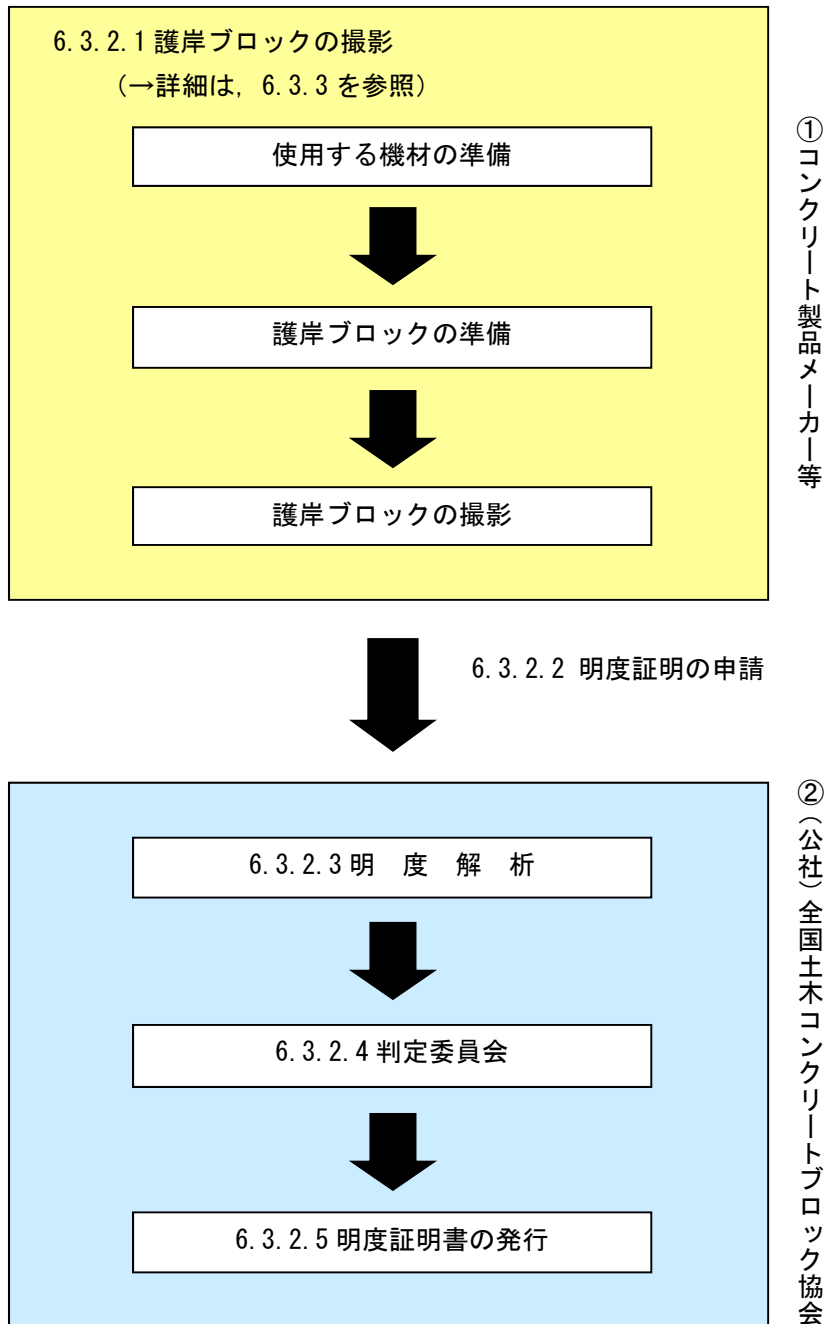 6.3.2.1護岸ブロックの撮影
(→詳細は，6.3.3を参照)
使用する機材の準備
護岸ブロックの準備
護岸ブロックの撮影
①コンクリート製品メーカー等
6.3.2.2 明度証明の申請
6.3.2.3明　度　解　析
6.3.2.4判定委員会
6.3.2.5明度証明書の発行
②（公社）全国土木コンクリートブロック協会